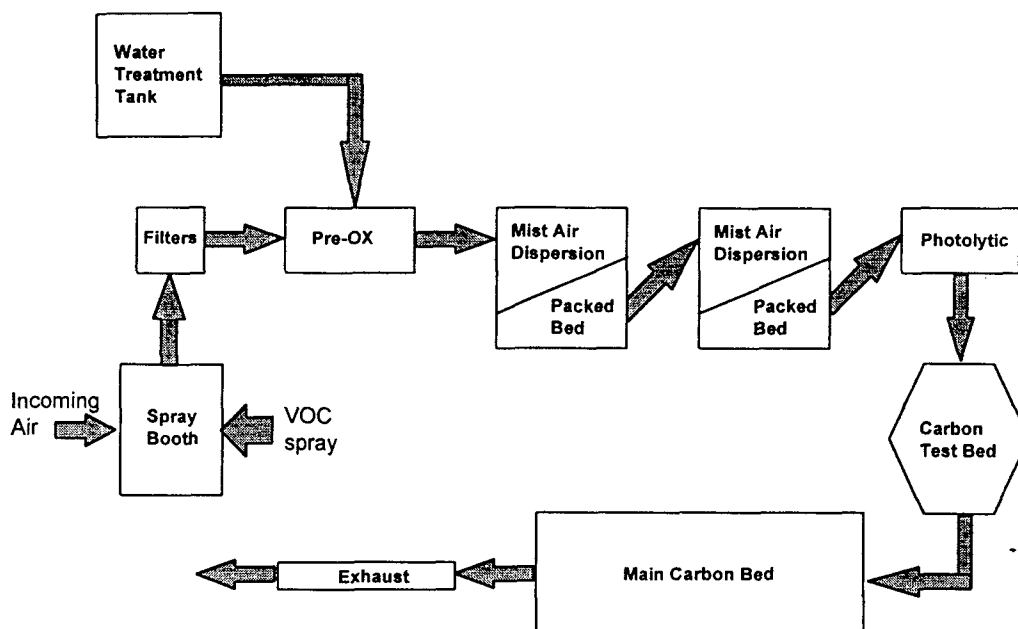 Water
Treatment
Tank
Filters
Pre-OX
Mist Air
Dispersion
Packed
Bed
Mist Air
Dispersion
Packed
Bed
Photolytic
Incoming
Air
Spray
Booth
VOC
spray
Carbon
Test Bed
Main Carbon Bed
Exhaust